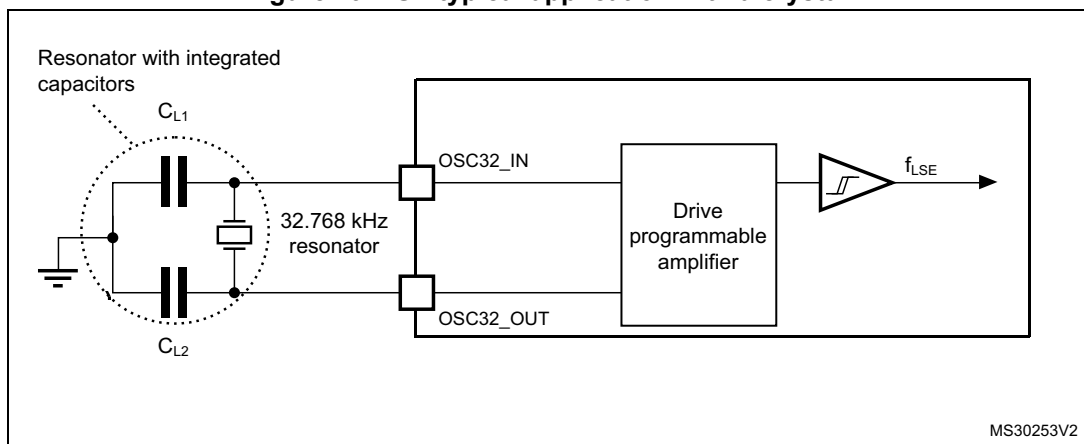 Resonator with integrated
capacitors
CL1
OSC32_IN
fLSE
32.768 kHz
resonator
Drive
programmable
amplifier
OSC32_OUT
CL2
MS30253V2